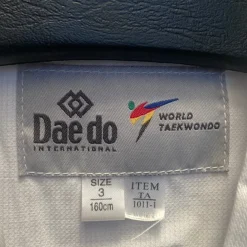 Dae do
INTERNATIONAL
WORLD
TAEKWONDO
SIZE
3
160cm
ITEM
TA
1011-1